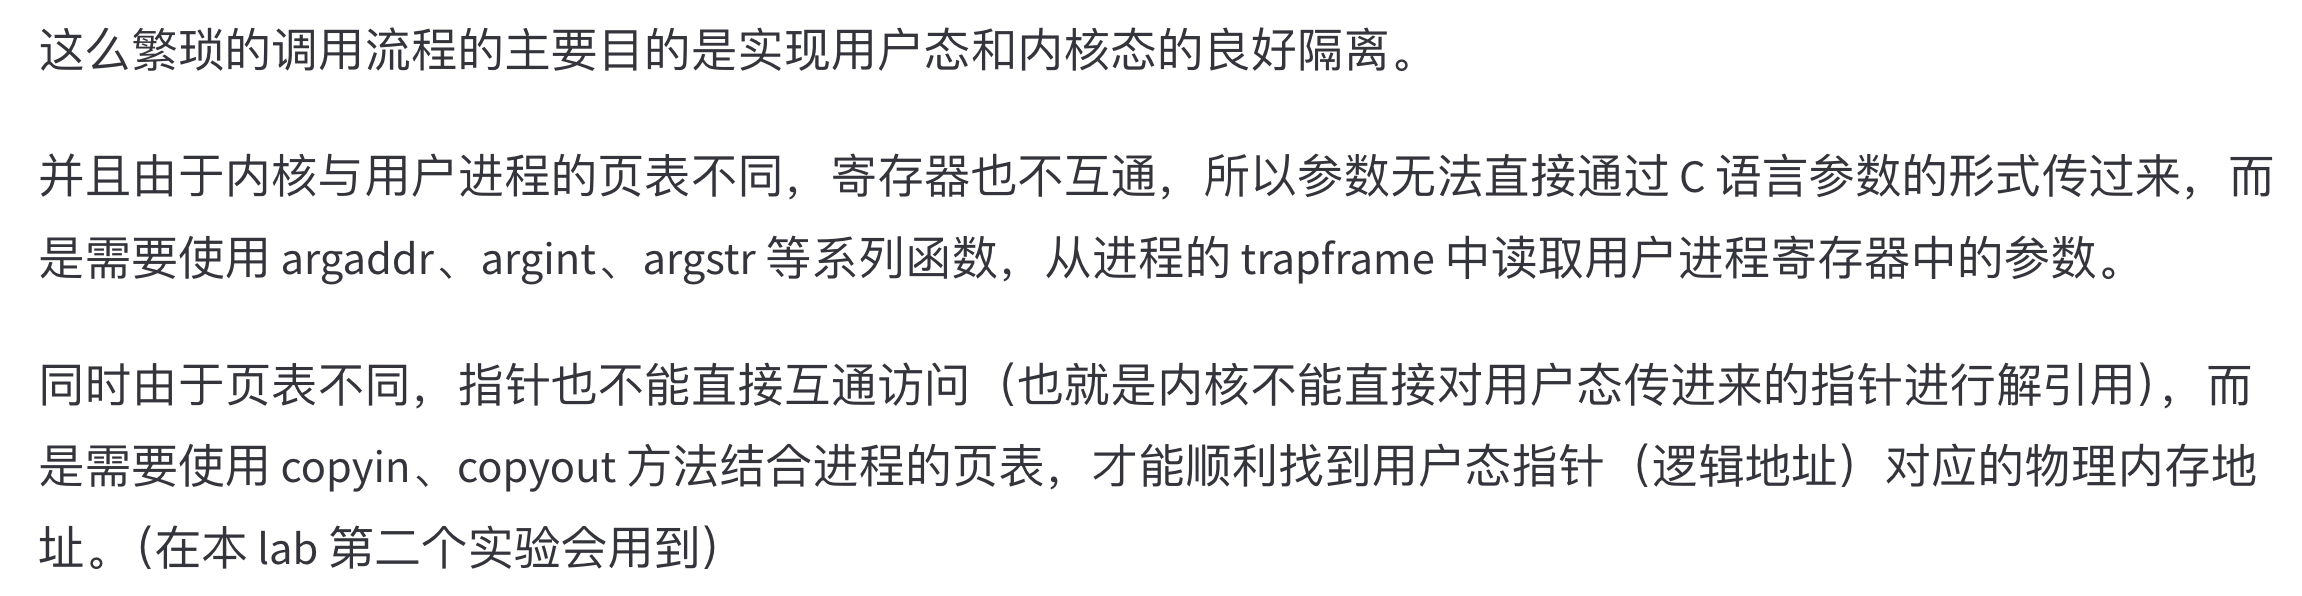 这么繁琐的调用流程的主要目的是实现用户态和内核态的良好隔离。
并且由于内核与用户进程的页表不同，寄存器也不互通，所以参数无法直接通过 C 语言参数的形式传过来，而
是需要使用 argaddr、argint、argstr 等系列函数，从进程的 trapframe 中读取用户进程寄存器中的参数。
同时由于页表不同，指针也不能直接互通访问（也就是内核不能直接对用户态传进来的指针进行解引用），而
是需要使用 copyin、copyout 方法结合进程的页表，才能顺利找到用户态指针（逻辑地址）对应的物理内存地
址。（在本 lab 第二个实验会用到）